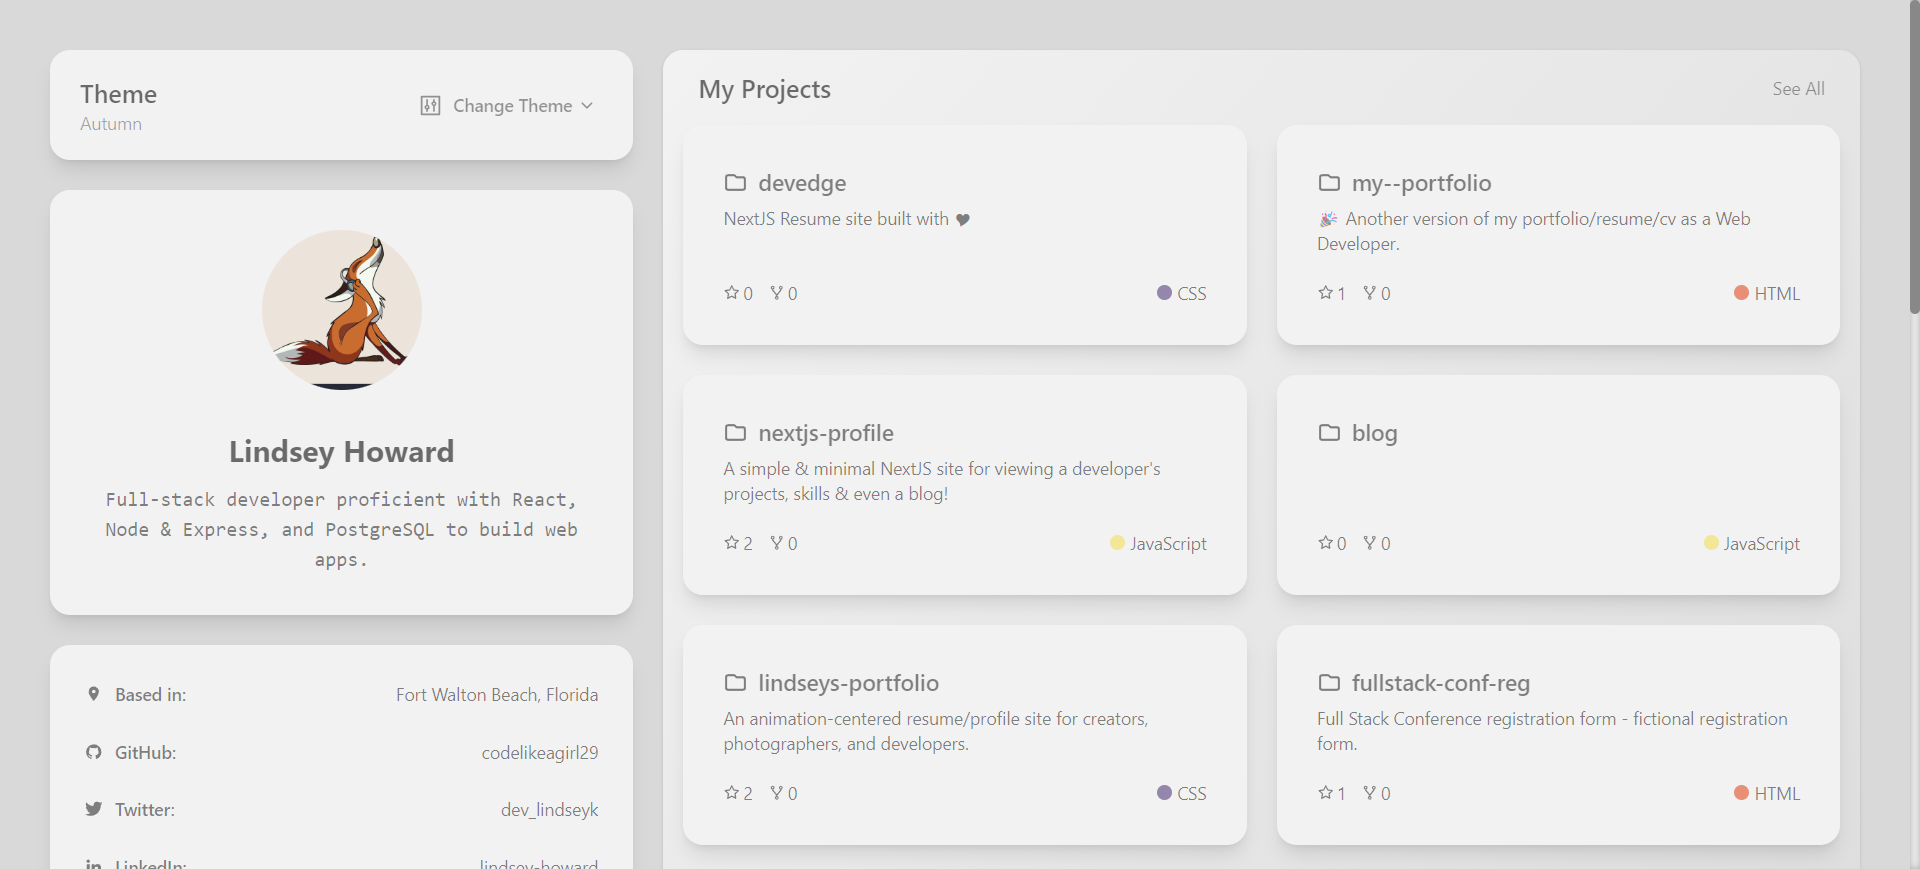 Theme
Autumn
Change Theme
Lindsey Howard
Full-stack developer proficient with React,
Node & Express, and PostgreSQL to build web
apps.
Based in:
Fort Walton Beach, Florida
GitHub:
codelikeagirl29
Twitter:
dev_lindseyk
LinkedIn:
lindsey-howard
My Projects
See All
devedge
NextJS Resume site built with ♥
0 0
CSS
my--portfolio
🎉 Another version of my portfolio/resume/cv as a Web
Developer.
1 0
HTML
nextjs-profile
A simple & minimal NextJS site for viewing a developer's
projects, skills & even a blog!
2 0
JavaScript
blog
0 0
JavaScript
lindseys-portfolio
An animation-centered resume/profile site for creators,
photographers, and developers.
2 0
CSS
fullstack-conf-reg
Full Stack Conference registration form - fictional registration
form.
1 0
HTML